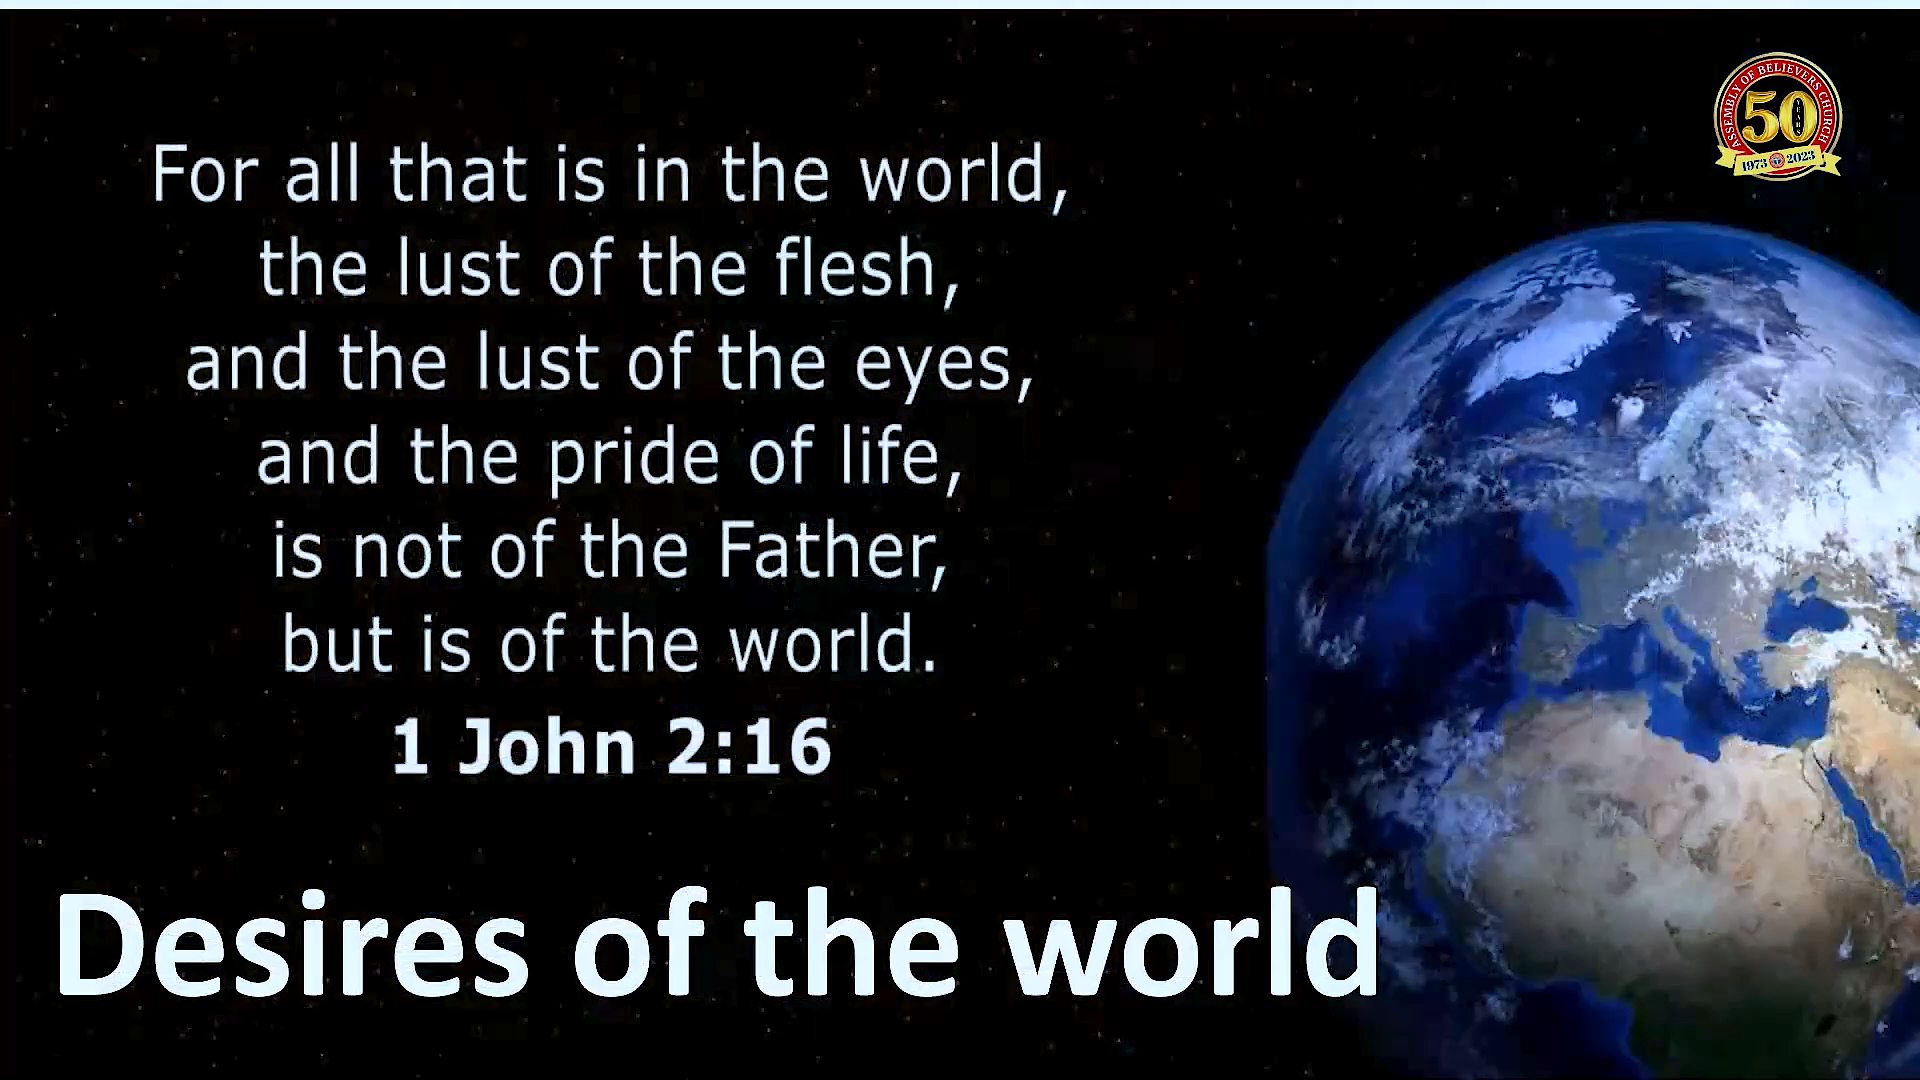 For all that is in the world,
the lust of the flesh,
and the lust of the eyes,
and the pride of life,
is not of the Father,
but is of the world.
1 John 2:16
Desires of the world
ASSEMBLY OF BELIEVERS CHURCH
50
YEARS
1973 2023